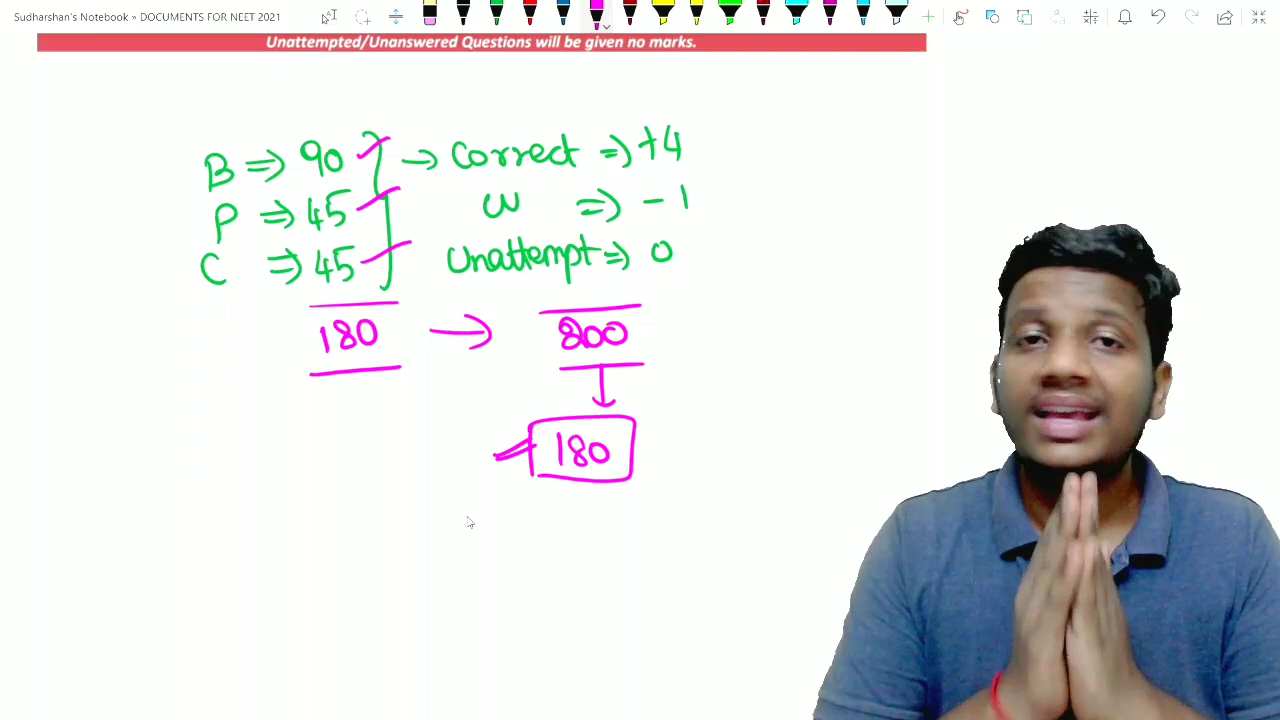 Sudharshan's Notebook » DOCUMENTS FOR NEET 2021
Unattempted/Unanswered Questions will be given no marks.
B ⇒ 90 → Correct ⇒ +4
P ⇒ 45 W ⇒ -1
C ⇒ 45 Unattempt ⇒ 0
180 → 800
↓
180